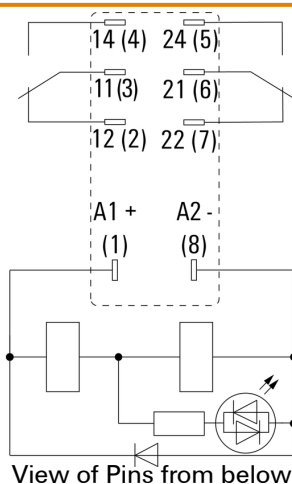 14 (4) 24 (5)
11(3) 21 (6)
12 (2) 22 (7)
A1 + A2 -
(1) (8)
View of Pins from below